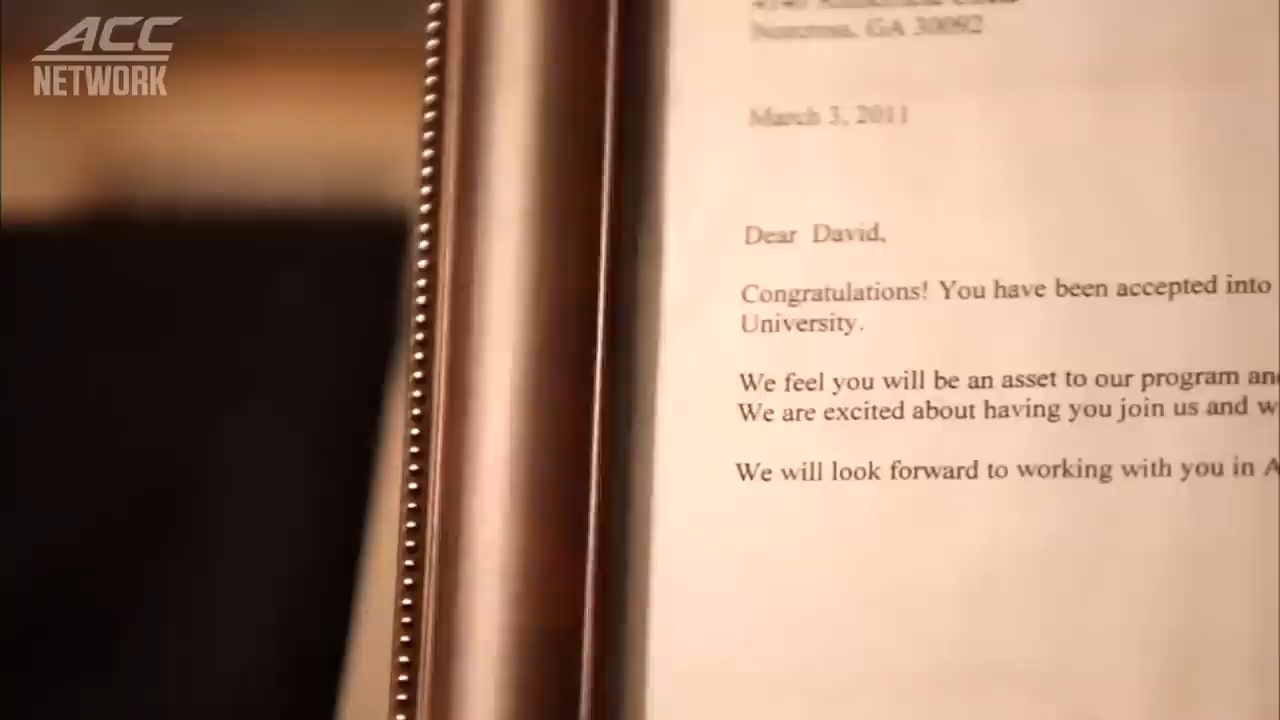 ACC
NETWORK
Norcross, GA 30092
March 3, 2011
Dear David,
Congratulations! You have been accepted into
University.
We feel you will be an asset to our program and
We are excited about having you join us and w
We will look forward to working with you in A